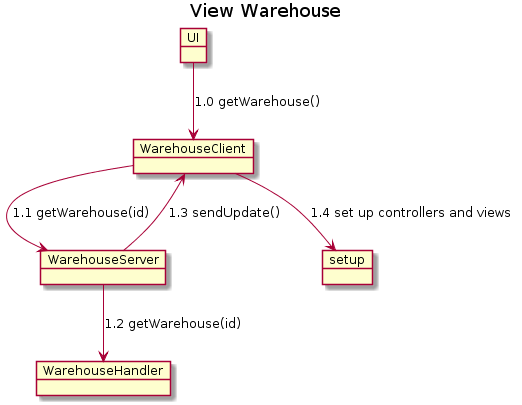 View Warehouse
UI
1.0 getWarehouse()
WarehouseClient
1.1 getWarehouse(id)
1.3 sendUpdate()
1.4 set up controllers and views
WarehouseServer
setup
1.2 getWarehouse(id)
WarehouseHandler